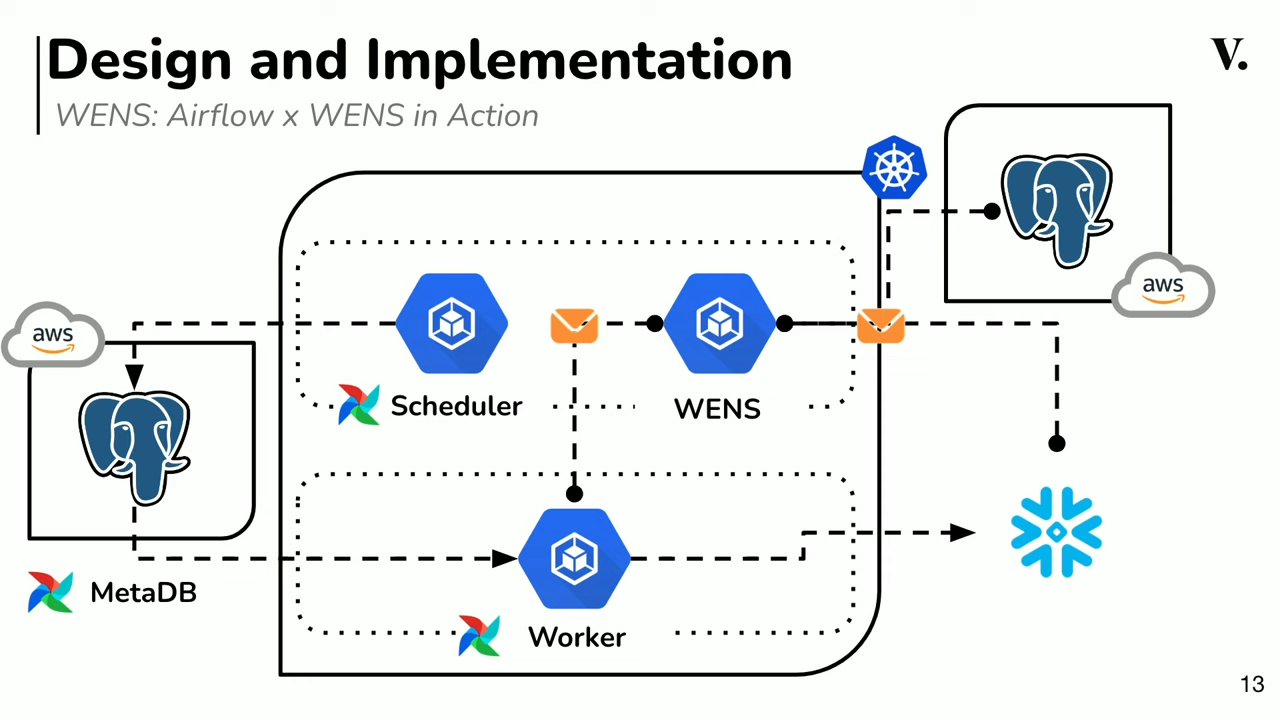 Design and Implementation
V.
WENS: Airflow x WENS in Action
aws
aws
Scheduler
WENS
MetaDB
Worker
13